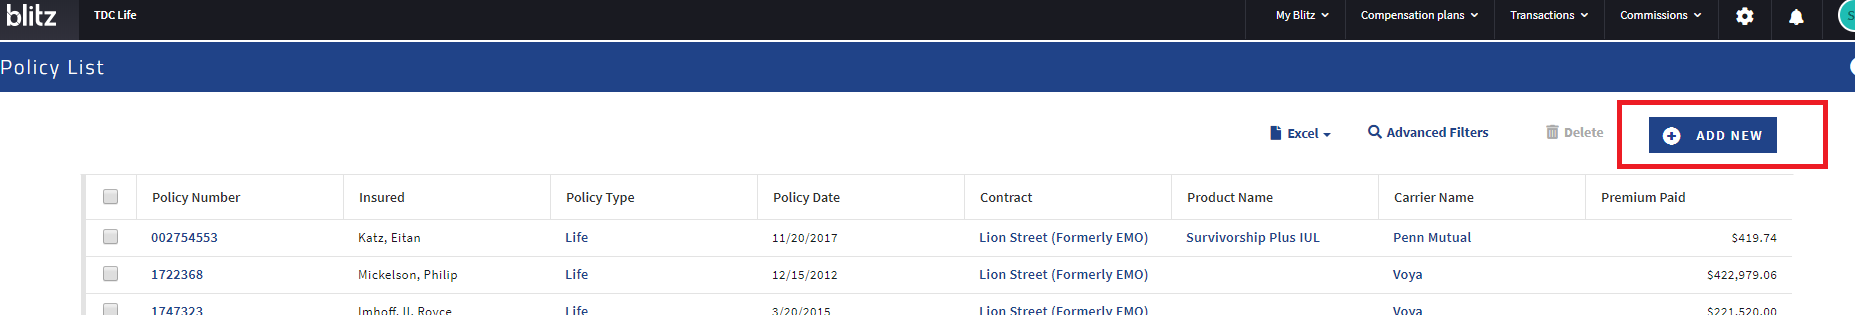 blitz TDC Life My Blitz Compensation plans Transactions Commissions S
Policy List
Excel Advanced Filters Delete ADD NEW
Policy Number Insured Policy Type Policy Date Contract Product Name Carrier Name Premium Paid
002754553 Katz, Eitan Life 11/20/2017 Lion Street (Formerly EMO) Survivorship Plus IUL Penn Mutual $419.74
1722368 Mickelson, Philip Life 12/15/2012 Lion Street (Formerly EMO) Voya $422,979.06
1747323 Imhoff, II, Royce Life 3/20/2015 Lion Street (Formerly EMO) Voya $221,520.00